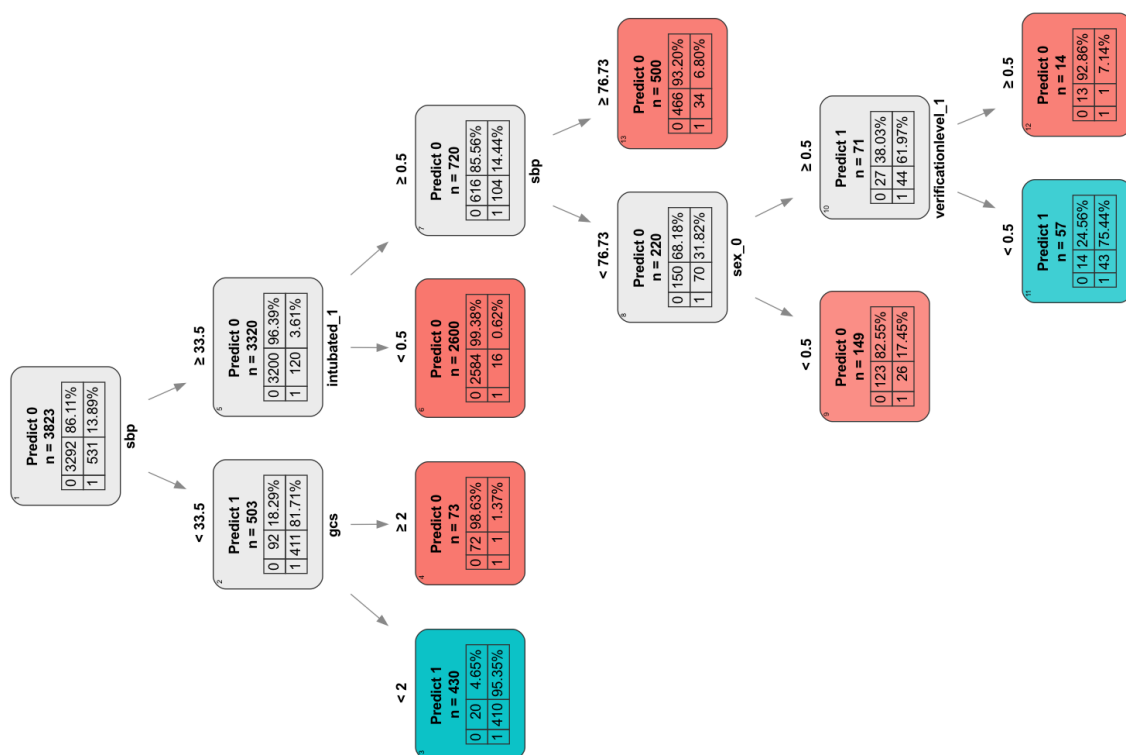 1
Predict 0
n = 3823
0 3292 86.11%
1 531 13.89%
sbp
< 33.5
≥ 33.5
2
Predict 1
n = 503
0 92 18.29%
1 411 81.71%
gcs
5
Predict 0
n = 3320
0 3200 96.39%
1 120 3.61%
intubated_1
< 2
≥ 2
< 0.5
≥ 0.5
3
Predict 1
n = 430
0 20 4.65%
1 410 95.35%
4
Predict 0
n = 73
0 72 98.63%
1 1 1.37%
6
Predict 0
n = 2600
0 2584 99.38%
1 16 0.62%
7
Predict 0
n = 720
0 616 85.56%
1 104 14.44%
sbp
< 76.73
≥ 76.73
8
Predict 0
n = 220
0 150 68.18%
1 70 31.82%
sex_0
13
Predict 0
n = 500
0 466 93.20%
1 34 6.80%
< 0.5
≥ 0.5
9
Predict 0
n = 149
0 123 82.55%
1 26 17.45%
10
Predict 1
n = 71
0 27 38.03%
1 44 61.97%
verificationlevel_1
< 0.5
≥ 0.5
11
Predict 1
n = 57
0 14 24.56%
1 43 75.44%
12
Predict 0
n = 14
0 13 92.86%
1 1 7.14%